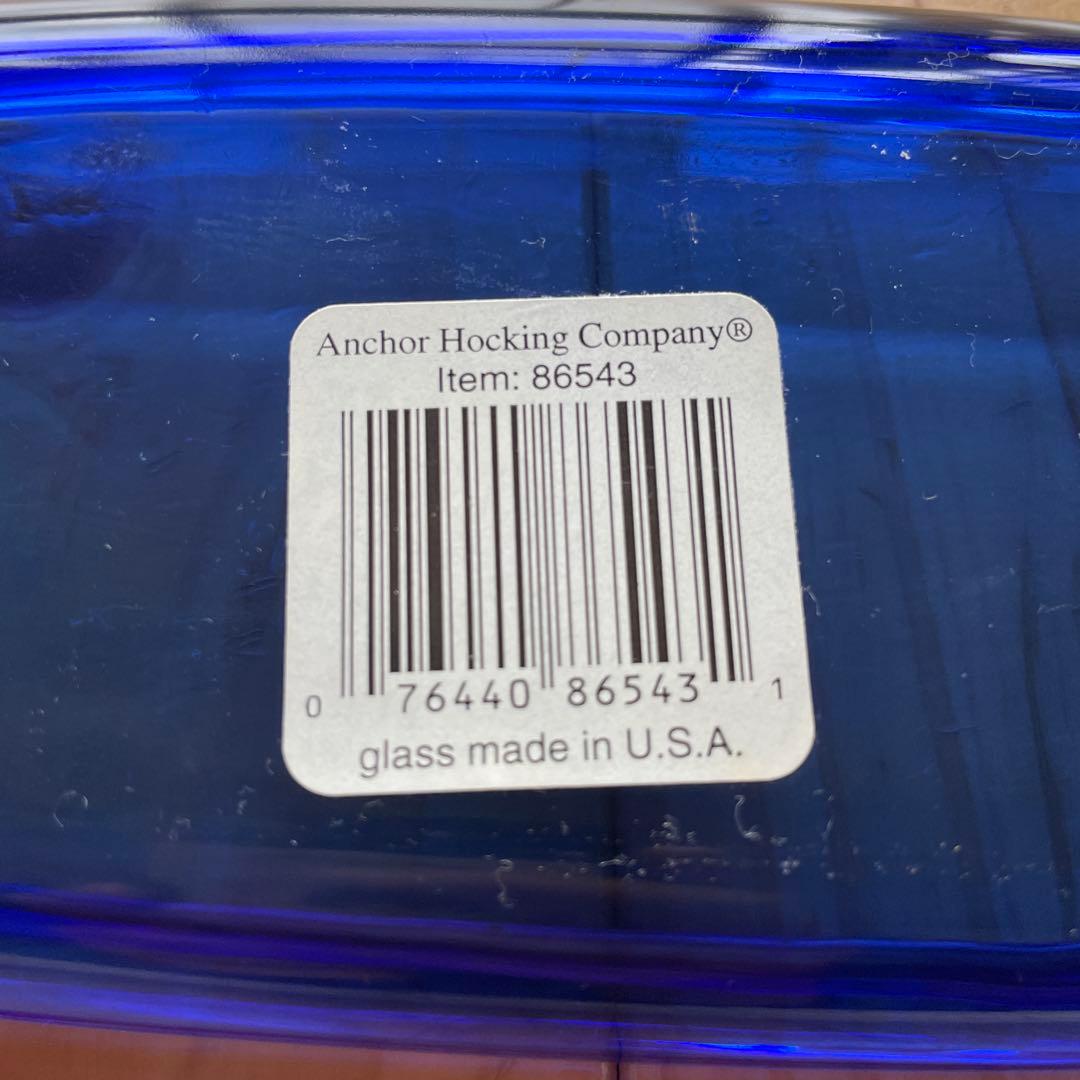 Anchor Hocking Company®
Item: 86543
0 76440 86543 1
glass made in U.S.A.